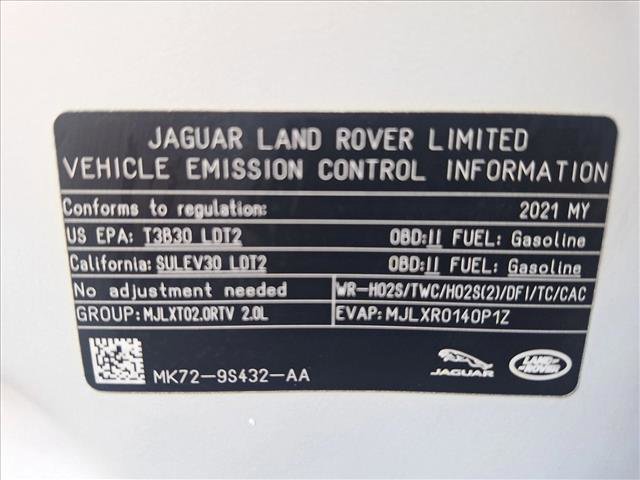 JAGUAR LAND ROVER LIMITED
VEHICLE EMISSION CONTROL INFORMATION
Conforms to regulation: 2021 MY
US EPA: T3B30 LDT2 OBD:II FUEL: Gasoline
California: SULEV30 LDT2 OBD:II FUEL: Gasoline
No adjustment needed WR-HO2S/TWC/HO2S(2)/DFI/TC/CAC
GROUP: MJLXT02.0RTV 2.0L EVAP: MJLXR0140P1Z
MK72-9S432-AA JAGUAR LAND ROVER